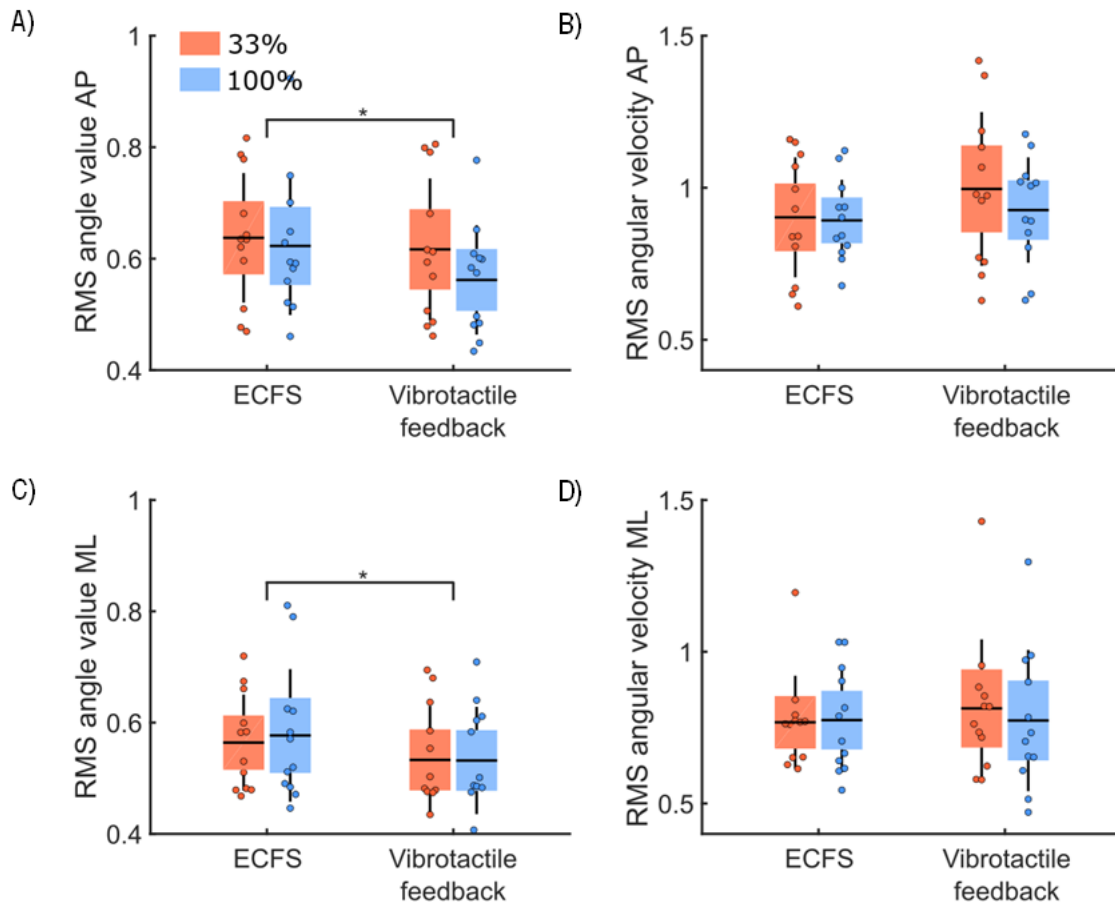 A)
RMS angle value AP
1
0.8
0.6
0.4
33%
100%
*
ECFS
Vibrotactile
feedback
B)
RMS angular velocity AP
1.5
1
0.5
ECFS
Vibrotactile
feedback
C)
RMS angle value ML
1
0.8
0.6
0.4
*
ECFS
Vibrotactile
feedback
D)
RMS angular velocity ML
1.5
1
0.5
ECFS
Vibrotactile
feedback